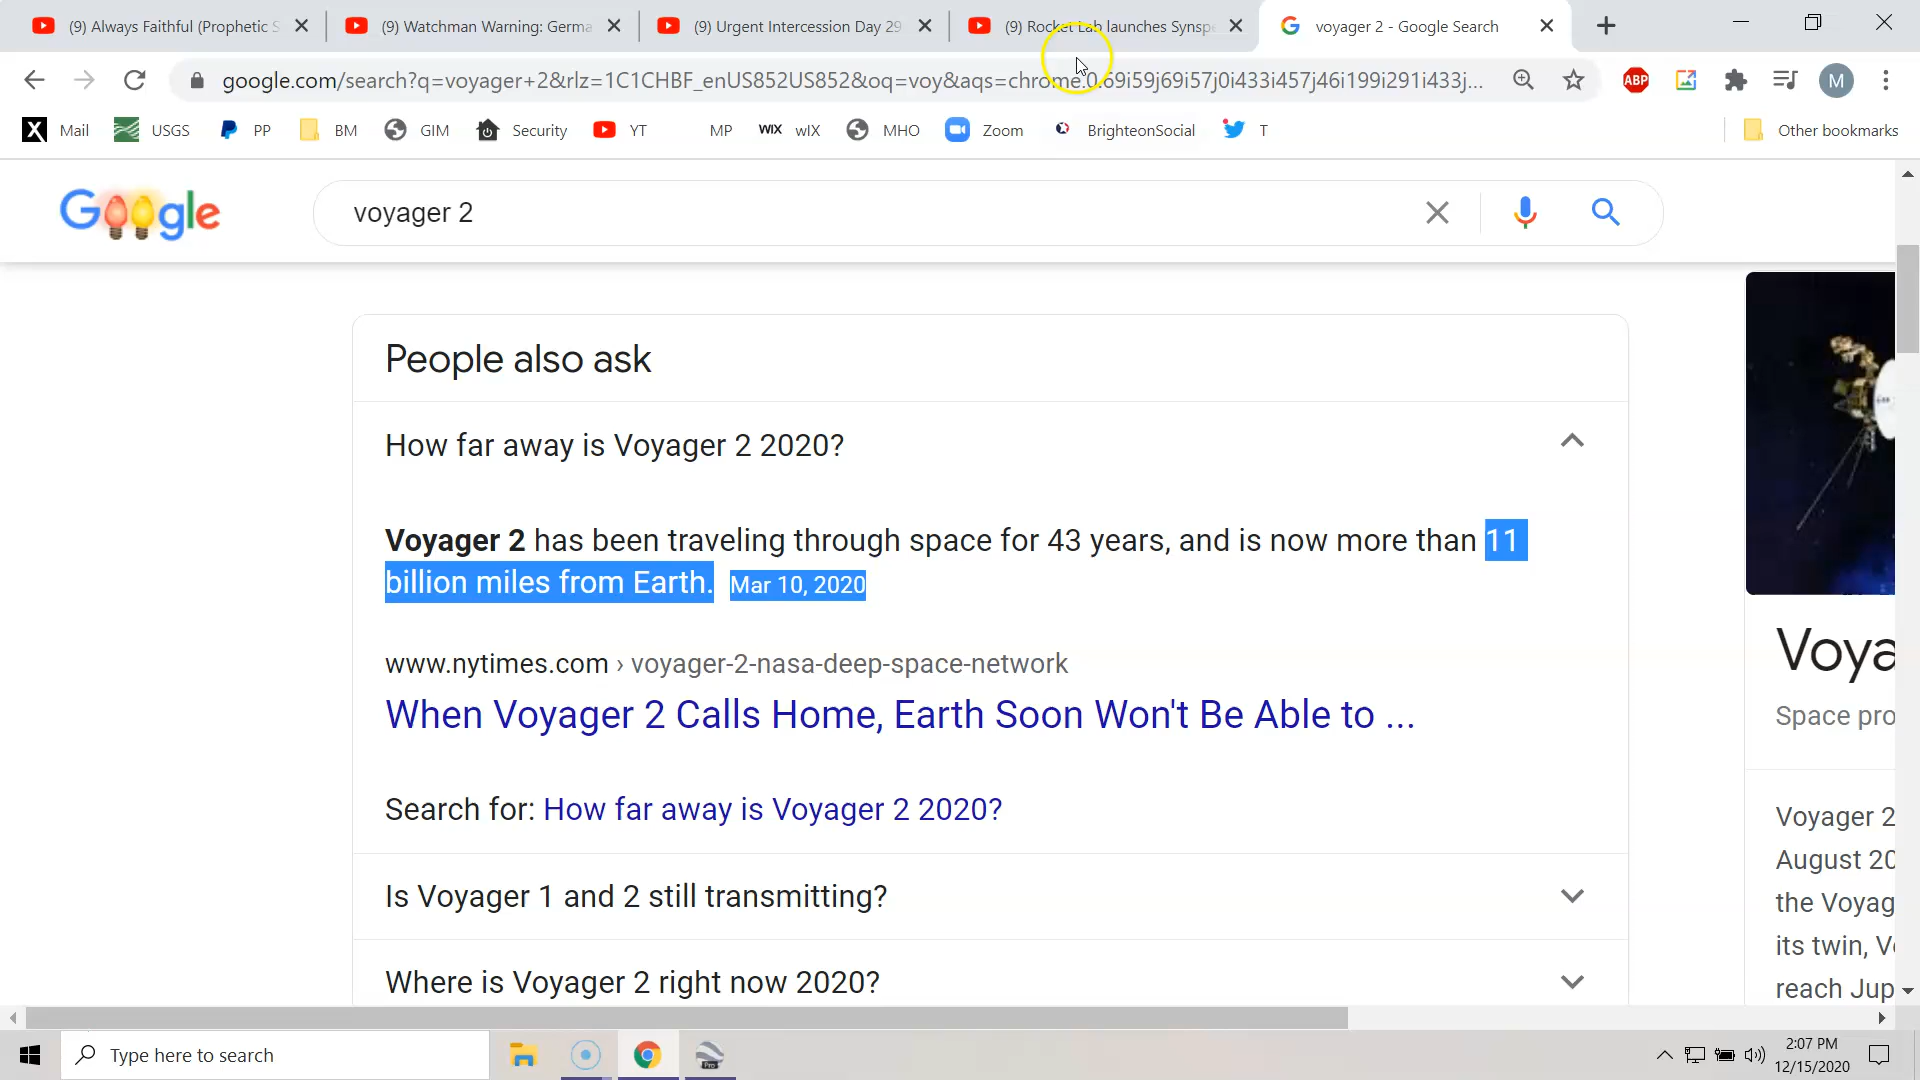 (9) Always Faithful (Prophetic S
(9) Watchman Warning: Germa
(9) Urgent Intercession Day 29
(9) Rocket Lab launches Synspe
voyager 2 - Google Search
google.com/search?q=voyager+2&rlz=1C1CHBF_enUS852US852&oq=voy&aqs=chrome.0.69i59j69i57j0i433i457j46i199i291i433j...
ABP
M
X Mail
USGS
PP
BM
GIM
Security
YT
MP
WIX wIX
MHO
Zoom
BrighteonSocial
T
Other bookmarks
Google
voyager 2
People also ask
How far away is Voyager 2 2020?
Voyager 2 has been traveling through space for 43 years, and is now more than 11
billion miles from Earth. Mar 10, 2020
www.nytimes.com › voyager-2-nasa-deep-space-network
When Voyager 2 Calls Home, Earth Soon Won't Be Able to ...
Search for: How far away is Voyager 2 2020?
Is Voyager 1 and 2 still transmitting?
Where is Voyager 2 right now 2020?
Voya
Space pro
Voyager 2
August 20
the Voyag
its twin, V
reach Jup
Type here to search
Pro
2:07 PM
12/15/2020